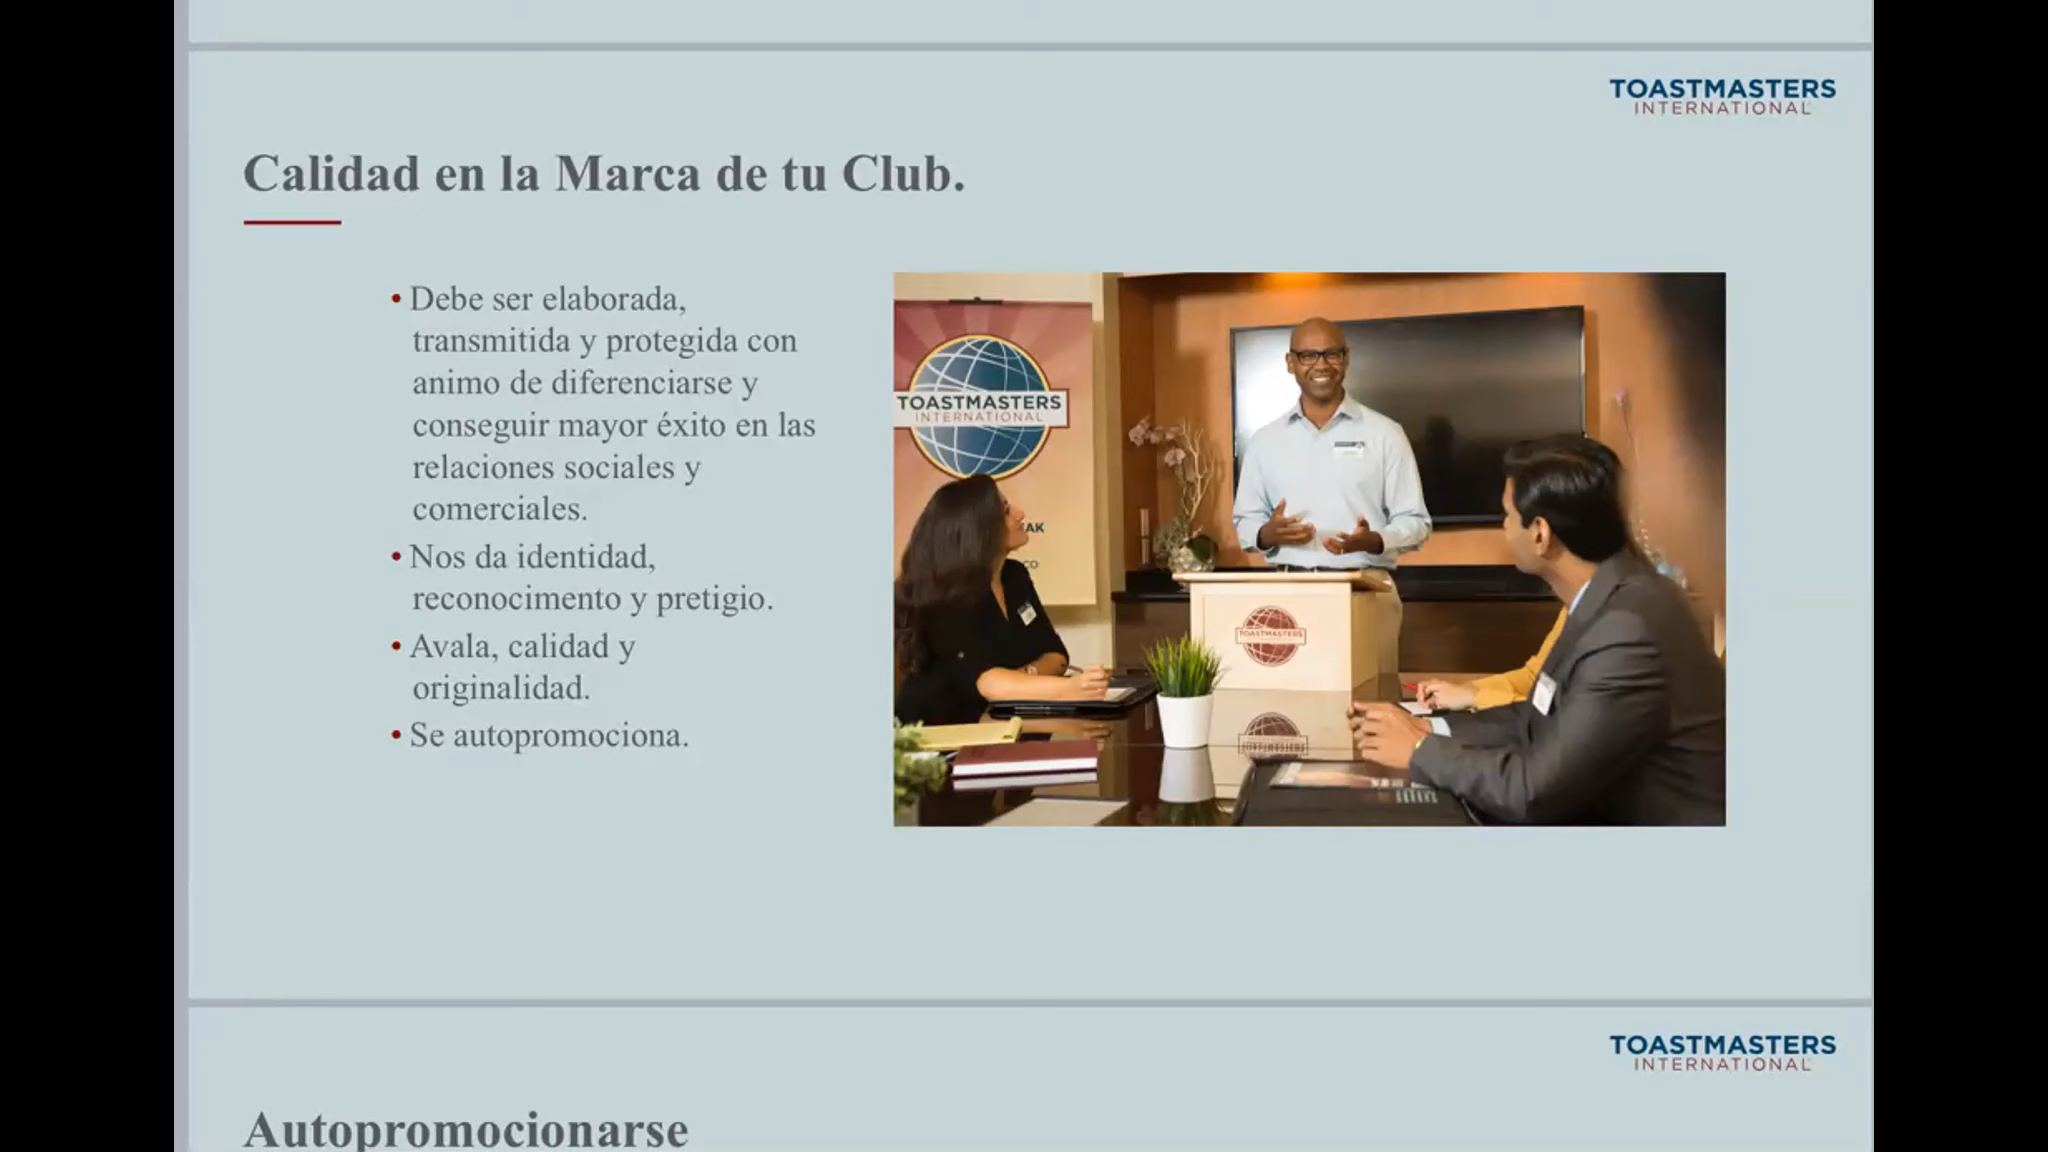 TOASTMASTERS
INTERNATIONAL
Calidad en la Marca de tu Club.
• Debe ser elaborada,
transmitida y protegida con
animo de diferenciarse y
conseguir mayor éxito en las
relaciones sociales y
comerciales.
• Nos da identidad,
reconocimento y pretigio.
• Avala, calidad y
originalidad.
• Se autopromociona.
TOASTMASTERS
INTERNATIONAL
TOASTMASTERS
TOASTMASTERS
INTERNATIONAL
Autopromocionarse